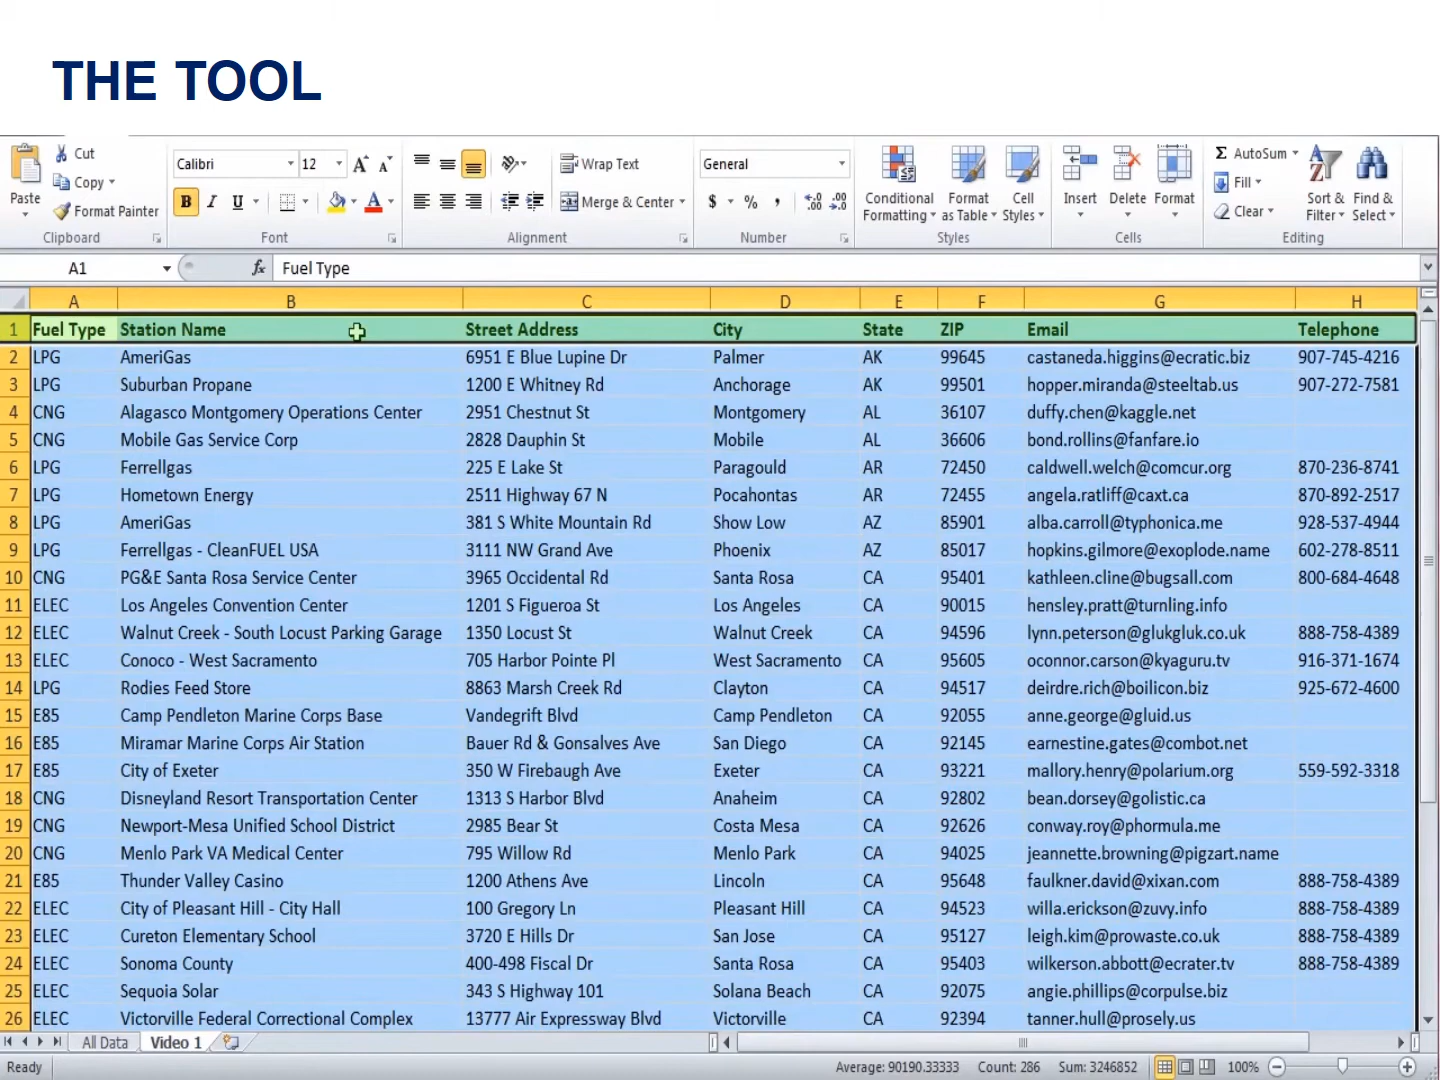 THE TOOL
Cut
Copy
Format Painter
Paste
Clipboard
Calibri 12 A A
B I U A
Font
Wrap Text
Merge & Center
Alignment
General
$ % , .0 .00 .00 .0
Number
Conditional Formatting
Format as Table
Cell Styles
Styles
Insert Delete Format
Cells
Σ AutoSum
Fill
Clear
Sort & Filter
Find & Select
Editing
A1 fx Fuel Type
A B C D E F G H
1 Fuel Type Station Name Street Address City State ZIP Email Telephone
2 LPG AmeriGas 6951 E Blue Lupine Dr Palmer AK 99645 castaneda.higgins@ecratic.biz 907-745-4216
3 LPG Suburban Propane 1200 E Whitney Rd Anchorage AK 99501 hopper.miranda@steeltab.us 907-272-7581
4 CNG Alagasco Montgomery Operations Center 2951 Chestnut St Montgomery AL 36107 duffy.chen@kaggle.net
5 CNG Mobile Gas Service Corp 2828 Dauphin St Mobile AL 36606 bond.rollins@fanfare.io
6 LPG Ferrellgas 225 E Lake St Paragould AR 72450 caldwell.welch@comcur.org 870-236-8741
7 LPG Hometown Energy 2511 Highway 67 N Pocahontas AR 72455 angela.ratliff@caxt.ca 870-892-2517
8 LPG AmeriGas 381 S White Mountain Rd Show Low AZ 85901 alba.carroll@typhonica.me 928-537-4944
9 LPG Ferrellgas - CleanFUEL USA 3111 NW Grand Ave Phoenix AZ 85017 hopkins.gilmore@exoplode.name 602-278-8511
10 CNG PG&E Santa Rosa Service Center 3965 Occidental Rd Santa Rosa CA 95401 kathleen.cline@bugsall.com 800-684-4648
11 ELEC Los Angeles Convention Center 1201 S Figueroa St Los Angeles CA 90015 hensley.pratt@turnling.info
12 ELEC Walnut Creek - South Locust Parking Garage 1350 Locust St Walnut Creek CA 94596 lynn.peterson@glukgluk.co.uk 888-758-4389
13 ELEC Conoco - West Sacramento 705 Harbor Pointe Pl West Sacramento CA 95605 oconnor.carson@kyaguru.tv 916-371-1674
14 LPG Rodies Feed Store 8863 Marsh Creek Rd Clayton CA 94517 deirdre.rich@boilicon.biz 925-672-4600
15 E85 Camp Pendleton Marine Corps Base Vandegrift Blvd Camp Pendleton CA 92055 anne.george@gluid.us
16 E85 Miramar Marine Corps Air Station Bauer Rd & Gonsalves Ave San Diego CA 92145 earnestine.gates@combot.net
17 E85 City of Exeter 350 W Firebaugh Ave Exeter CA 93221 mallory.henry@polarium.org 559-592-3318
18 CNG Disneyland Resort Transportation Center 1313 S Harbor Blvd Anaheim CA 92802 bean.dorsey@golistic.ca
19 CNG Newport-Mesa Unified School District 2985 Bear St Costa Mesa CA 92626 conway.roy@phormula.me
20 CNG Menlo Park VA Medical Center 795 Willow Rd Menlo Park CA 94025 jeannette.browning@pigzart.name
21 E85 Thunder Valley Casino 1200 Athens Ave Lincoln CA 95648 faulkner.david@xixan.com 888-758-4389
22 ELEC City of Pleasant Hill - City Hall 100 Gregory Ln Pleasant Hill CA 94523 willa.erickson@zuvy.info 888-758-4389
23 ELEC Cureton Elementary School 3720 E Hills Dr San Jose CA 95127 leigh.kim@prowaste.co.uk 888-758-4389
24 ELEC Sonoma County 400-498 Fiscal Dr Santa Rosa CA 95403 wilkerson.abbott@ecrater.tv 888-758-4389
25 ELEC Sequoia Solar 343 S Highway 101 Solana Beach CA 92075 angie.phillips@corpulse.biz
26 ELEC Victorville Federal Correctional Complex 13777 Air Expressway Blvd Victorville CA 92394 tanner.hull@prosely.us
All Data Video 1
Ready Average: 90190.33333 Count: 286 Sum: 3246852 100%